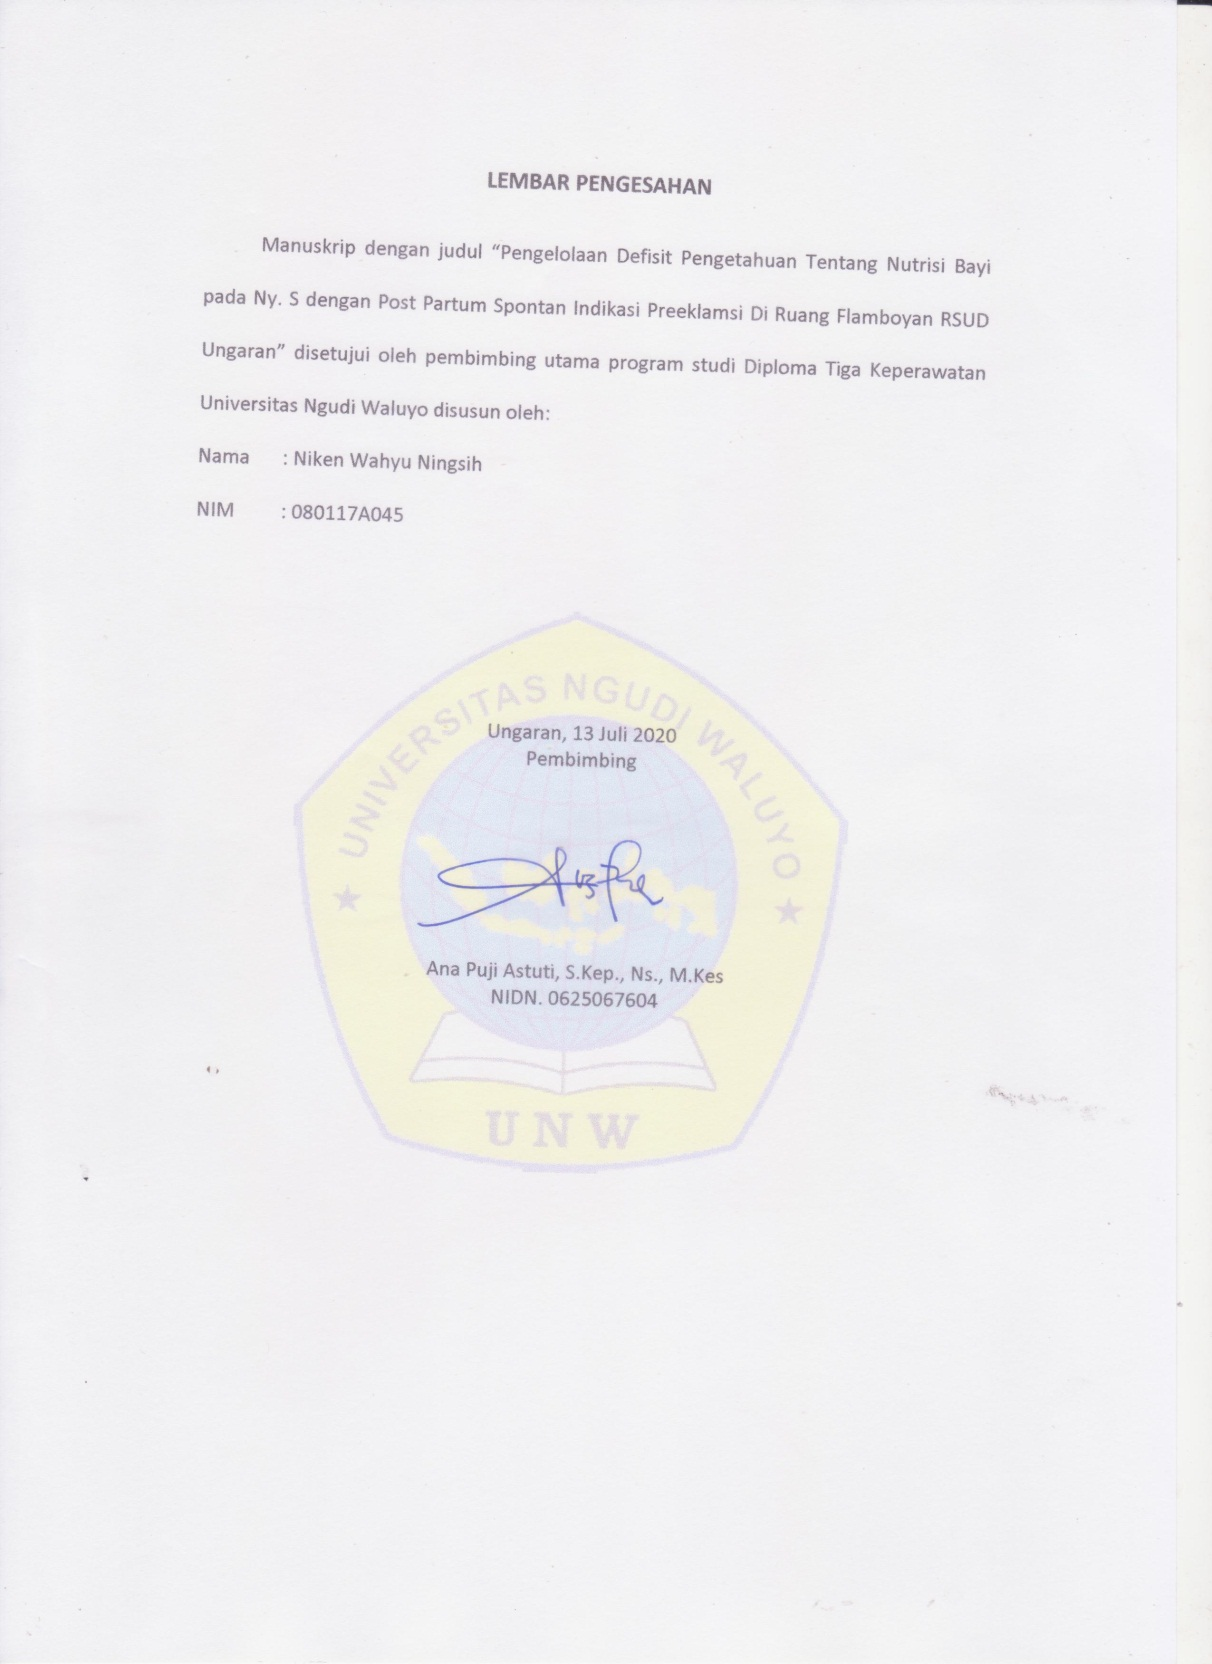 LEMBAR PENGESAHAN
Manuskrip dengan judul “Pengelolaan Defisit Pengetahuan Tentang Nutrisi Bayi
pada Ny. S dengan Post Partum Spontan Indikasi Preeklamsi Di Ruang Flamboyan RSUD
Ungaran” disetujui oleh pembimbing utama program studi Diploma Tiga Keperawatan
Universitas Ngudi Waluyo disusun oleh:
Nama : Niken Wahyu Ningsih
NIM : 080117A045
UNIVERSITAS NGUDI WALUYO
Ungaran, 13 Juli 2020
Pembimbing
Ana Puji Astuti, S.Kep., Ns., M.Kes
NIDN. 0625067604
UNW